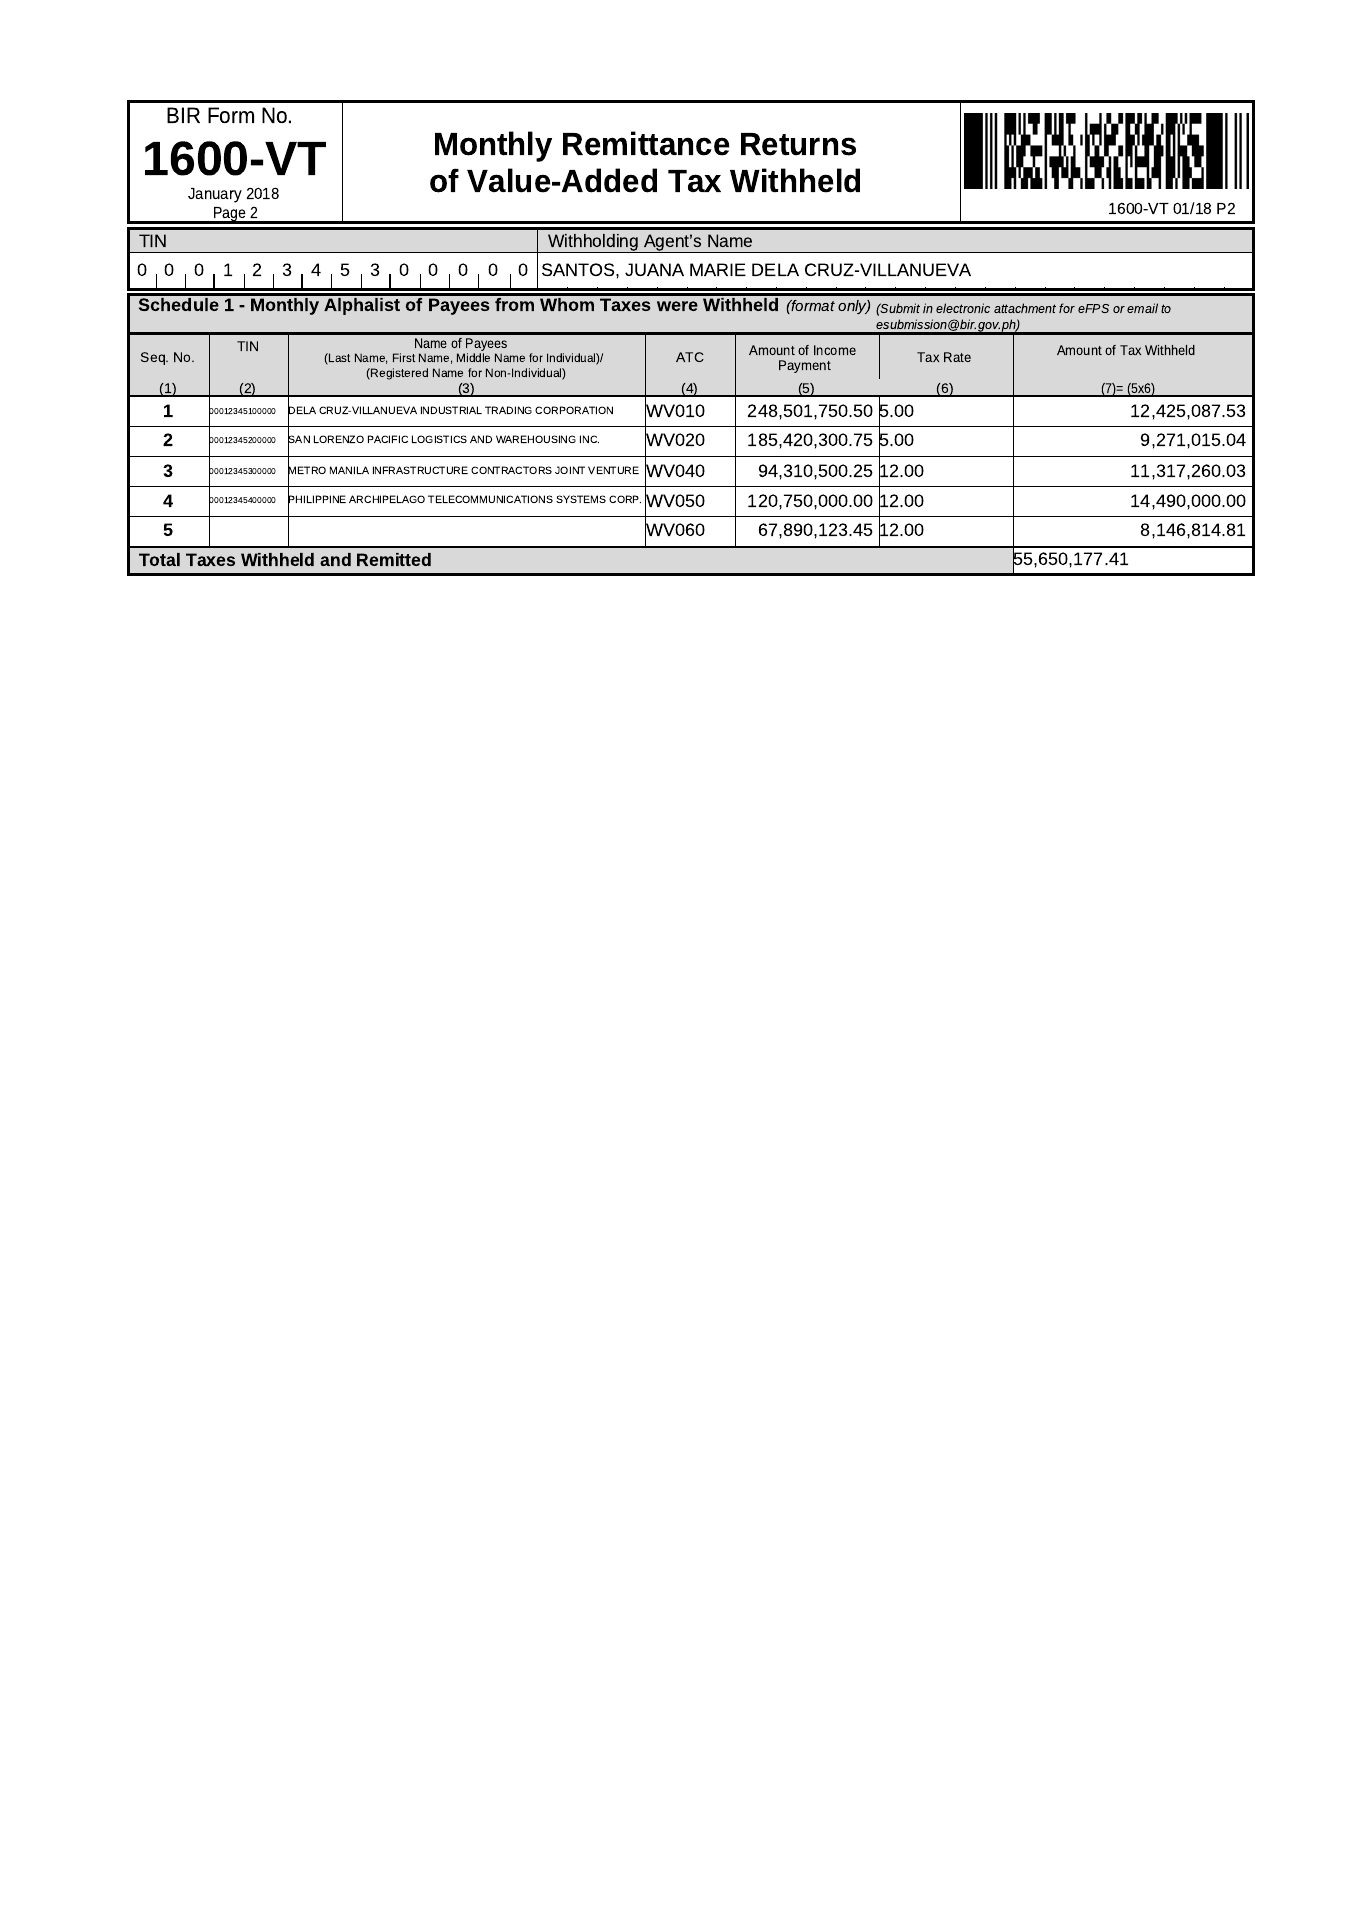 BIR Form No.
1600-VT
January 2018
Page 2
Monthly Remittance Returns
of Value-Added Tax Withheld
1600-VT 01/18 P2
TIN
Withholding Agent's Name
0 0 0 1 2 3 4 5 3 0 0 0 0 0
SANTOS, JUANA MARIE DELA CRUZ-VILLANUEVA
Schedule 1 - Monthly Alphalist of Payees from Whom Taxes were Withheld (format only) (Submit in electronic attachment for eFPS or email to
esubmission@bir.gov.ph)
Seq. No.
(1)
TIN
(2)
Name of Payees
(Last Name, First Name, Middle Name for Individual)/
(Registered Name for Non-Individual)
(3)
ATC
(4)
Amount of Income
Payment
(5)
Tax Rate
(6)
Amount of Tax Withheld
(7)= (5x6)
1 00012345100000 DELA CRUZ-VILLANUEVA INDUSTRIAL TRADING CORPORATION WV010 248,501,750.50 5.00 12,425,087.53
2 00012345200000 SAN LORENZO PACIFIC LOGISTICS AND WAREHOUSING INC. WV020 185,420,300.75 5.00 9,271,015.04
3 00012345300000 METRO MANILA INFRASTRUCTURE CONTRACTORS JOINT VENTURE WV040 94,310,500.25 12.00 11,317,260.03
4 00012345400000 PHILIPPINE ARCHIPELAGO TELECOMMUNICATIONS SYSTEMS CORP. WV050 120,750,000.00 12.00 14,490,000.00
5 WV060 67,890,123.45 12.00 8,146,814.81
Total Taxes Withheld and Remitted 55,650,177.41